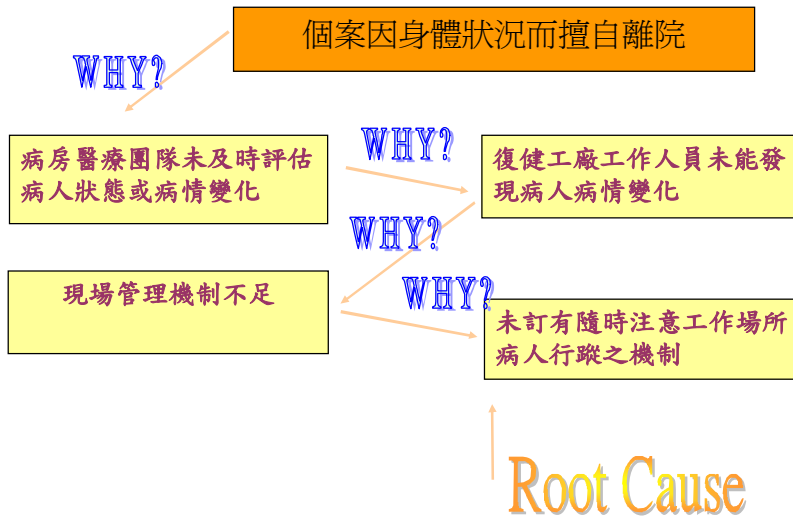 個案因身體狀況而擅自離院
WHY?
病房醫療團隊未及時評估
病人狀態或病情變化
WHY?
復健工廠工作人員未能發
現病人病情變化
WHY?
現場管理機制不足
WHY?
未訂有隨時注意工作場所
病人行蹤之機制
Root Cause